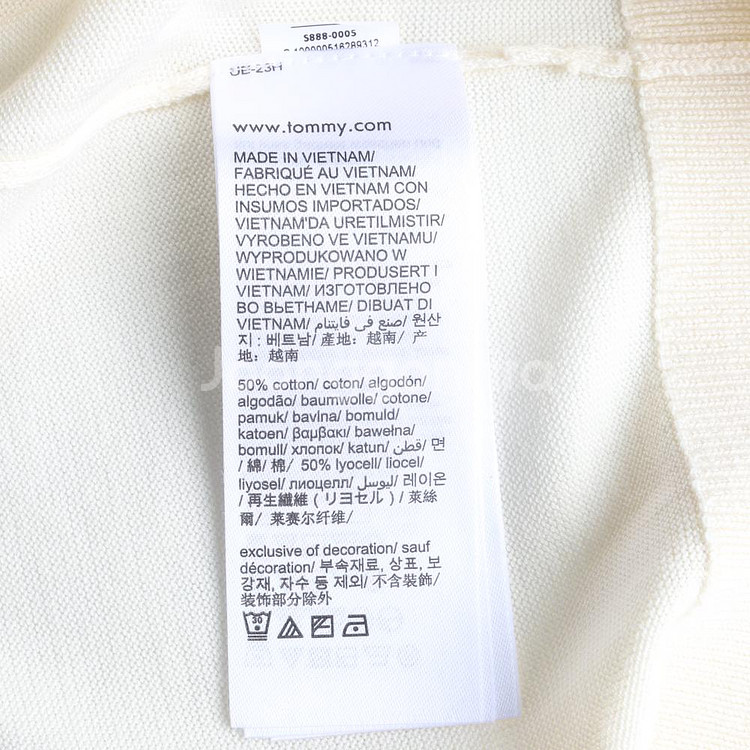 S888-0005
UE-23H
www.tommy.com
MADE IN VIETNAM/
FABRIQUÉ AU VIETNAM/
HECHO EN VIETNAM CON
INSUMOS IMPORTADOS/
VIETNAM'DA URETILMISTIR/
VYROBENO VE VIETNAMU/
WYPRODUKOWANO W
WIETNAMIE/ PRODUSERT I
VIETNAM/ ИЗГОТОВЛЕНО
ВО ВЬЕТНАМЕ/ DIBUAT DI
VIETNAM/ صنع في فايتنام/ 원산
지 : 베트남/ 產地：越南/ 产
地：越南
50% cotton/ coton/ algodón/
algodão/ baumwolle/ cotone/
pamuk/ bavlna/ bomuld/
katoen/ βαμβακι/ bawełna/
bomull/ хлопок/ katun/ قطن/ 면
/ 綿/ 棉/ 50% lyocell/ liocel/
liyosel/ лиоцелл/ ليوسل/ 레이온
/ 再生繊維 ( リヨセル ) / 萊絲
爾/ 莱赛尔纤维/
exclusive of decoration/ sauf
décoration/ 부속재료, 상표, 보
강재, 자수 등 제외/ 不含裝飾/
装饰部分除外
30